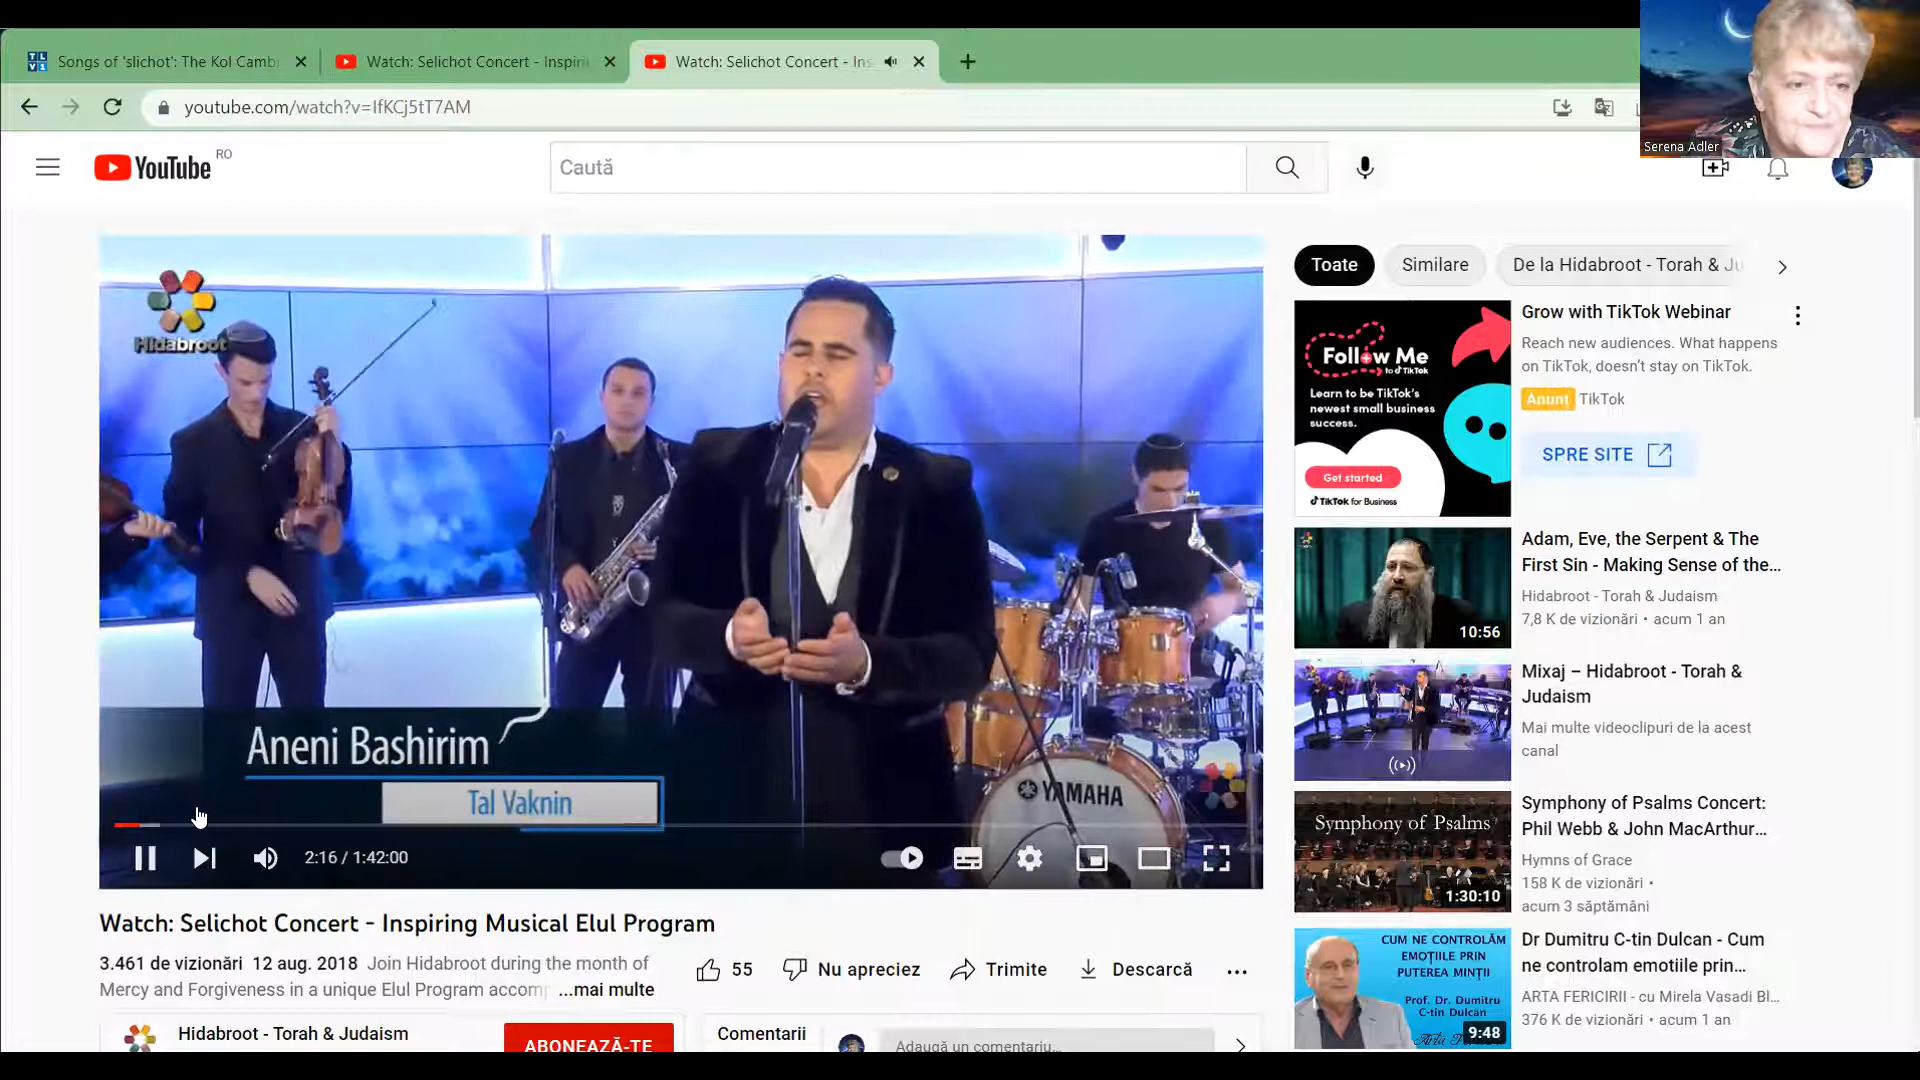 Songs of 'slichot': The Kol Camb
Watch: Selichot Concert - Inspiri
Watch: Selichot Concert - Ins
youtube.com/watch?v=IfKCj5tT7AM
Serena Adler
YouTube RO
Caută
Hidabroot
Aneni Bashirim
Tal Vaknin
YAMAHA
2:16 / 1:42:00
Watch: Selichot Concert - Inspiring Musical Elul Program
3.461 de vizionări 12 aug. 2018 Join Hidabroot during the month of
Mercy and Forgiveness in a unique Elul Program accomp ...mai multe
55 Nu apreciez Trimite Descarcă
Hidabroot - Torah & Judaism
ABONEAZĂ-TE
Comentarii
Adaugă un comentariu...
Toate Similare De la Hidabroot - Torah & Ju
Follow Me
to TikTok
Learn to be TikTok's
newest small business
success.
Get started
TikTok for Business
Grow with TikTok Webinar
Reach new audiences. What happens
on TikTok, doesn't stay on TikTok.
Anunț TikTok
SPRE SITE
10:56
Adam, Eve, the Serpent & The
First Sin - Making Sense of the...
Hidabroot - Torah & Judaism
7,8 K de vizionări • acum 1 an
Mixaj – Hidabroot - Torah &
Judaism
Mai multe videoclipuri de la acest
canal
Symphony of Psalms
1:30:10
Symphony of Psalms Concert:
Phil Webb & John MacArthur...
Hymns of Grace
158 K de vizionări •
acum 3 săptămâni
CUM NE CONTROLĂM
EMOȚIILE PRIN
PUTEREA MINȚII
Prof. Dr. Dumitru
C-tin Dulcan
9:48
Dr Dumitru C-tin Dulcan - Cum
ne controlam emotiile prin...
ARTA FERICIRII - cu Mirela Vasadi Bl...
376 K de vizionări • acum 1 an